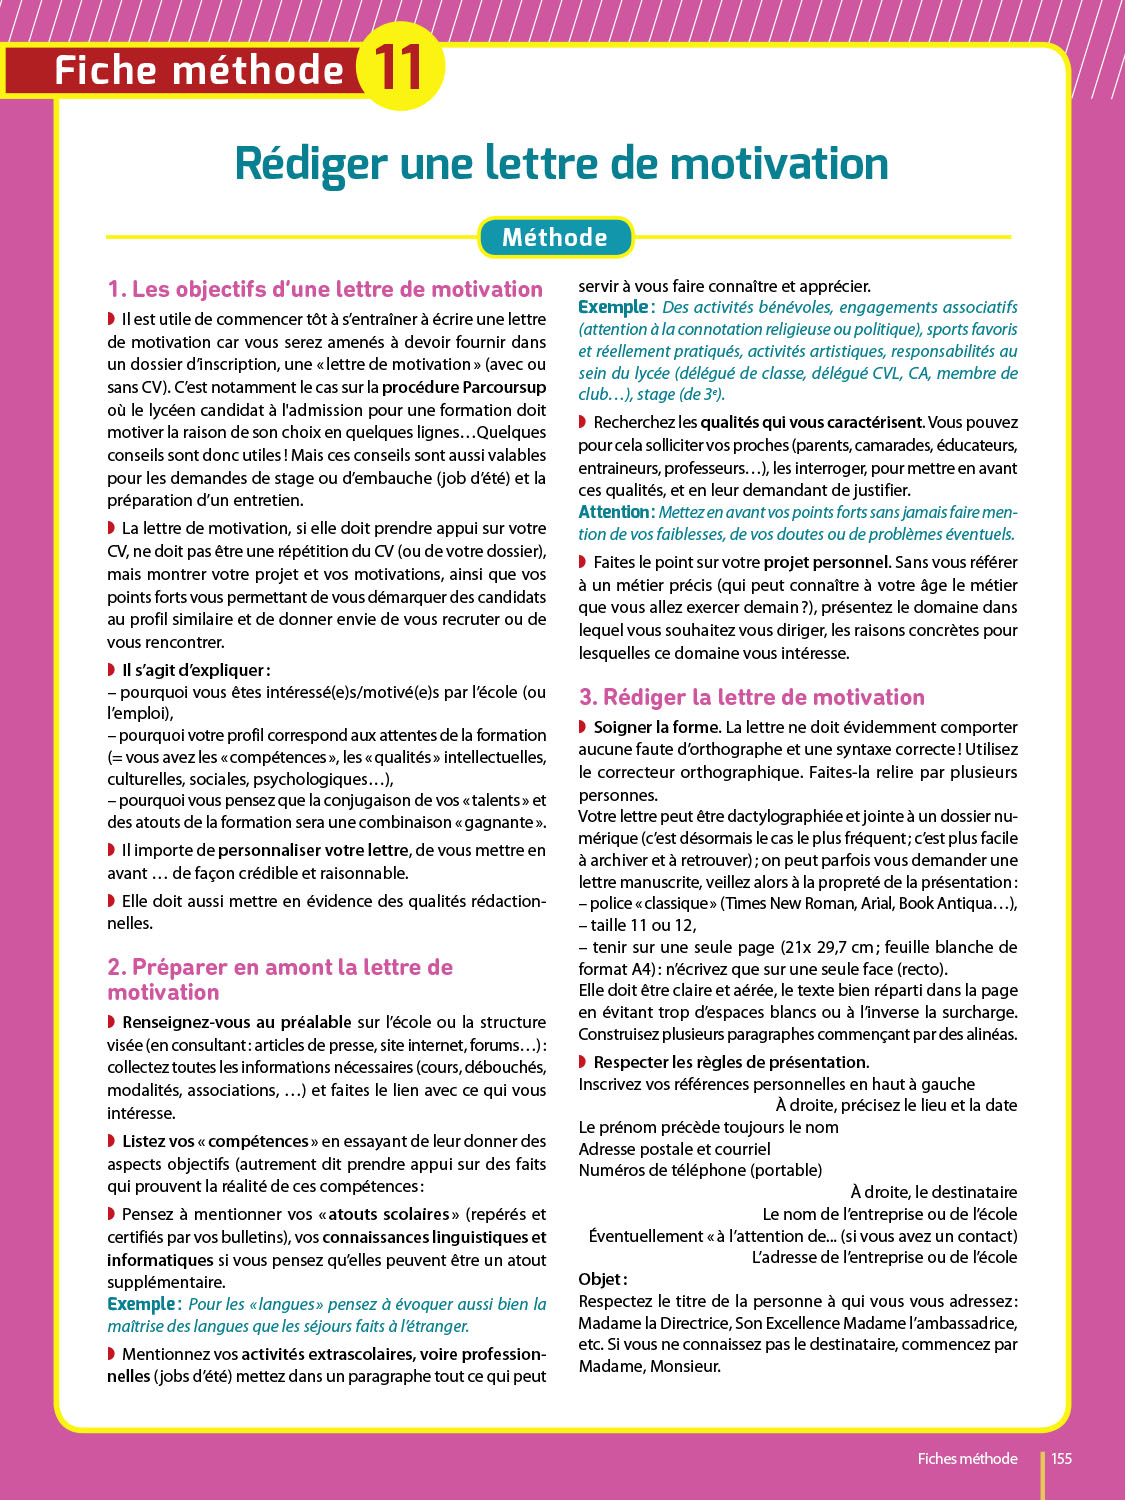 Fiche méthode 11
Rédiger une lettre de motivation
Méthode
1. Les objectifs d’une lettre de motivation
◗ Il est utile de commencer tôt à s’entraîner à écrire une lettre
de motivation car vous serez amenés à devoir fournir dans
un dossier d’inscription, une « lettre de motivation » (avec ou
sans CV). C’est notamment le cas sur la procédure Parcoursup
où le lycéen candidat à l'admission pour une formation doit
motiver la raison de son choix en quelques lignes…Quelques
conseils sont donc utiles ! Mais ces conseils sont aussi valables
pour les demandes de stage ou d’embauche (job d’été) et la
préparation d’un entretien.
◗ La lettre de motivation, si elle doit prendre appui sur votre
CV, ne doit pas être une répétition du CV (ou de votre dossier),
mais montrer votre projet et vos motivations, ainsi que vos
points forts vous permettant de vous démarquer des candidats
au profil similaire et de donner envie de vous recruter ou de
vous rencontrer.
◗ Il s’agit d’expliquer :
– pourquoi vous êtes intéressé(e)s/motivé(e)s par l’école (ou
l’emploi),
– pourquoi votre profil correspond aux attentes de la formation
(= vous avez les « compétences », les « qualités » intellectuelles,
culturelles, sociales, psychologiques…),
– pourquoi vous pensez que la conjugaison de vos « talents » et
des atouts de la formation sera une combinaison « gagnante ».
◗ Il importe de personnaliser votre lettre, de vous mettre en
avant … de façon crédible et raisonnable.
◗ Elle doit aussi mettre en évidence des qualités rédaction-
nelles.
2. Préparer en amont la lettre de
motivation
◗ Renseignez-vous au préalable sur l’école ou la structure
visée (en consultant : articles de presse, site internet, forums…) :
collectez toutes les informations nécessaires (cours, débouchés,
modalités, associations, …) et faites le lien avec ce qui vous
intéresse.
◗ Listez vos « compétences » en essayant de leur donner des
aspects objectifs (autrement dit prendre appui sur des faits
qui prouvent la réalité de ces compétences :
◗ Pensez à mentionner vos « atouts scolaires » (repérés et
certifiés par vos bulletins), vos connaissances linguistiques et
informatiques si vous pensez qu’elles peuvent être un atout
supplémentaire.
Exemple : Pour les « langues » pensez à évoquer aussi bien la
maîtrise des langues que les séjours faits à l’étranger.
◗ Mentionnez vos activités extrascolaires, voire profession-
nelles (jobs d’été) mettez dans un paragraphe tout ce qui peut
servir à vous faire connaître et apprécier.
Exemple : Des activités bénévoles, engagements associatifs
(attention à la connotation religieuse ou politique), sports favoris
et réellement pratiqués, activités artistiques, responsabilités au
sein du lycée (délégué de classe, délégué CVL, CA, membre de
club…), stage (de 3e).
◗ Recherchez les qualités qui vous caractérisent. Vous pouvez
pour cela solliciter vos proches (parents, camarades, éducateurs,
entraineurs, professeurs…), les interroger, pour mettre en avant
ces qualités, et en leur demandant de justifier.
Attention : Mettez en avant vos points forts sans jamais faire men-
tion de vos faiblesses, de vos doutes ou de problèmes éventuels.
◗ Faites le point sur votre projet personnel. Sans vous référer
à un métier précis (qui peut connaître à votre âge le métier
que vous allez exercer demain ?), présentez le domaine dans
lequel vous souhaitez vous diriger, les raisons concrètes pour
lesquelles ce domaine vous intéresse.
3. Rédiger la lettre de motivation
◗ Soigner la forme. La lettre ne doit évidemment comporter
aucune faute d’orthographe et une syntaxe correcte ! Utilisez
le correcteur orthographique. Faites-la relire par plusieurs
personnes.
Votre lettre peut être dactylographiée et jointe à un dossier nu-
mérique (c’est désormais le cas le plus fréquent ; c’est plus facile
à archiver et à retrouver) ; on peut parfois vous demander une
lettre manuscrite, veillez alors à la propreté de la présentation :
– police « classique » (Times New Roman, Arial, Book Antiqua…),
– taille 11 ou 12,
– tenir sur une seule page (21x 29,7 cm ; feuille blanche de
format A4) : n’écrivez que sur une seule face (recto).
Elle doit être claire et aérée, le texte bien réparti dans la page
en évitant trop d’espaces blancs ou à l’inverse la surcharge.
Construisez plusieurs paragraphes commençant par des alinéas.
◗ Respecter les règles de présentation.
Inscrivez vos références personnelles en haut à gauche
À droite, précisez le lieu et la date
Le prénom précède toujours le nom
Adresse postale et courriel
Numéros de téléphone (portable)
À droite, le destinataire
Le nom de l’entreprise ou de l’école
Éventuellement « à l’attention de... (si vous avez un contact)
L’adresse de l’entreprise ou de l’école
Objet :
Respectez le titre de la personne à qui vous vous adressez :
Madame la Directrice, Son Excellence Madame l’ambassadrice,
etc. Si vous ne connaissez pas le destinataire, commencez par
Madame, Monsieur.
Fiches méthode 155